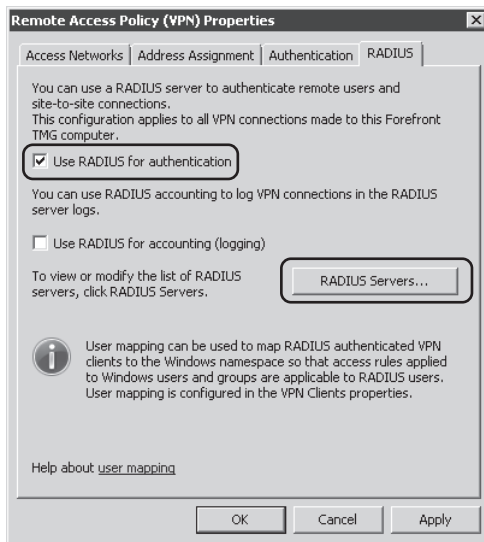 Remote Access Policy (VPN) Properties
Access Networks Address Assignment Authentication RADIUS
You can use a RADIUS server to authenticate remote users and
site-to-site connections.
This configuration applies to all VPN connections made to this Forefront
TMG computer.
Use RADIUS for authentication
You can use RADIUS accounting to log VPN connections in the RADIUS
server logs.
Use RADIUS for accounting (logging)
To view or modify the list of RADIUS
servers, click RADIUS Servers.
RADIUS Servers...
User mapping can be used to map RADIUS authenticated VPN
clients to the Windows namespace so that access rules applied
to Windows users and groups are applicable to RADIUS users.
User mapping is configured in the VPN Clients properties.
Help about user mapping
OK Cancel Apply